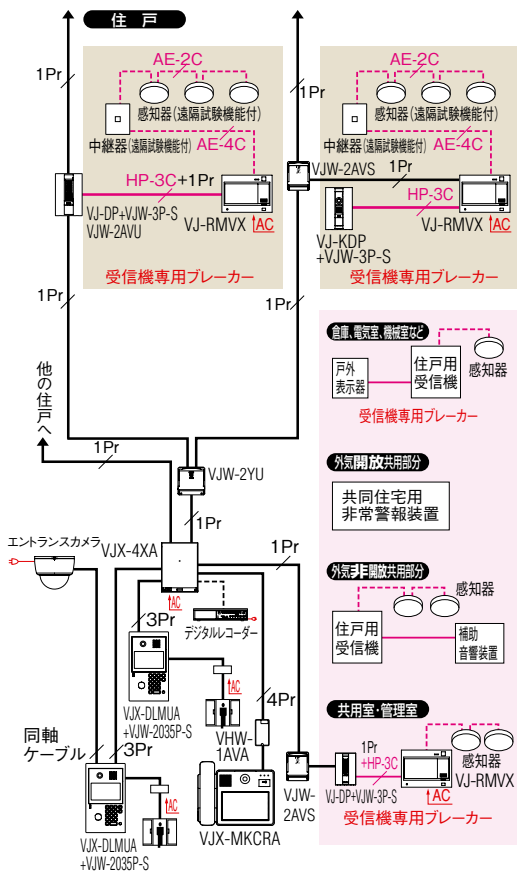 住戸
1Pr
AE-2C
感知器(遠隔試験機能付)
中継器(遠隔試験機能付)
AE-4C
HP-3C+1Pr
VJ-DP+VJW-3P-S
VJW-2AVU
VJ-RMVX
AC
受信機専用ブレーカー
1Pr
AE-2C
感知器(遠隔試験機能付)
中継器(遠隔試験機能付)
AE-4C
VJW-2AVS
1Pr
HP-3C
VJ-KDP
+VJW-3P-S
VJ-RMVX
AC
受信機専用ブレーカー
1Pr
1Pr
他の住戸へ
1Pr
VJW-2YU
1Pr
VJX-4XA
AC
1Pr
エントランスカメラ
3Pr
デジタルレコーダー
4Pr
VJX-DLMUA
+VJW-2035P-S
AC
VHW-
1AVA
同軸
ケーブル
3Pr
VJX-DLMUA
+VJW-2035P-S
AC
VJX-MKCRA
VJW-
2AVS
倉庫、電気室、機械室など
戸外
表示器
住戸用
受信機
感知器
受信機専用ブレーカー
外気開放共用部分
共同住宅用
非常警報装置
外気非開放共用部分
感知器
住戸用
受信機
補助
音響装置
共用室・管理室
1Pr
+HP-3C
感知器
VJ-RMVX
VJ-DP+VJW-3P-S
AC
受信機専用ブレーカー